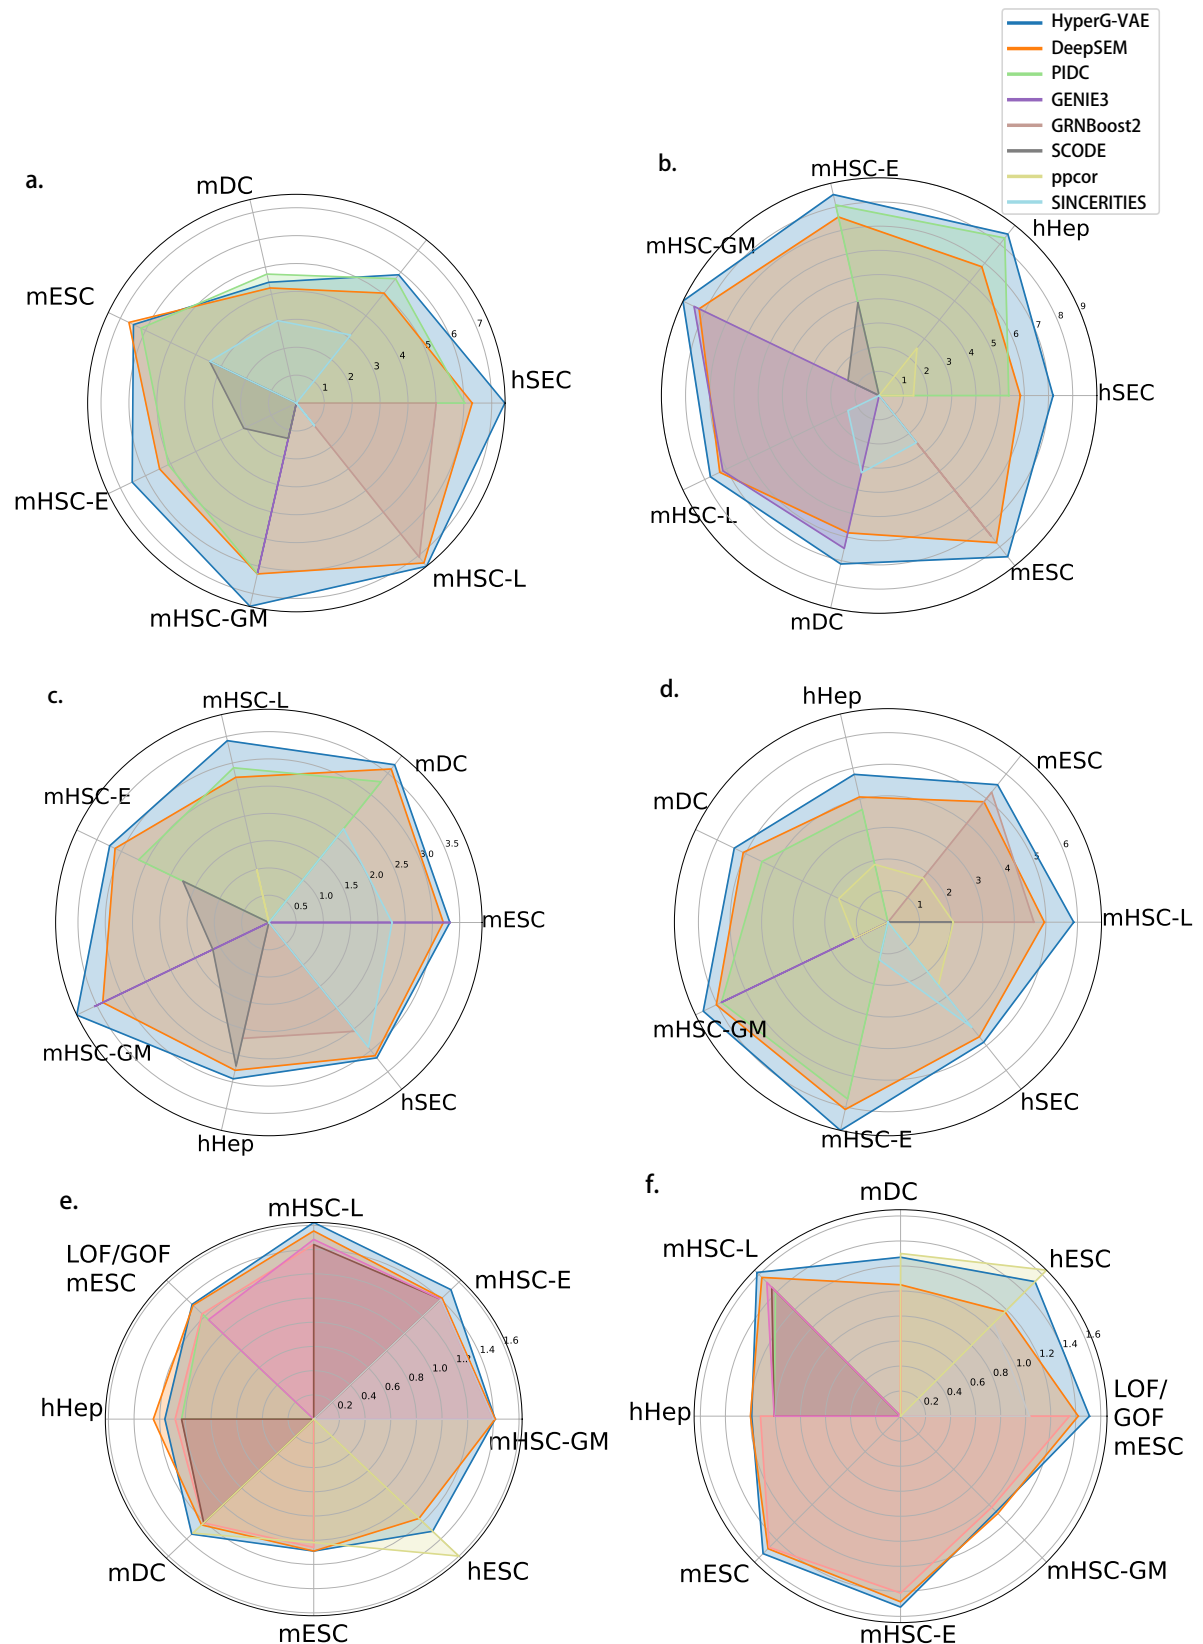 HyperG-VAE
DeepSEM
PIDC
GENIE3
GRNBoost2
SCODE
ppcor
SINCERITIES
a.
mDC
mESC
mHSC-E
mHSC-GM
mHSC-L
hSEC
1
2
3
4
5
6
7
b.
mHSC-E
hHep
mHSC-GM
hSEC
mHSC-L
mESC
mDC
1
2
3
4
5
6
7
8
9
c.
mHSC-L
mDC
mHSC-E
mESC
mHSC-GM
hSEC
hHep
0.5
1.0
1.5
2.0
2.5
3.0
3.5
d.
hHep
mESC
mDC
mHSC-L
mHSC-GM
hSEC
mHSC-E
1
2
3
4
5
6
e.
mHSC-L
LOF/GOF
mESC
mHSC-E
hHep
mHSC-GM
mDC
hESC
mESC
0.2
0.4
0.6
0.8
1.0
1.2
1.4
1.6
f.
mDC
mHSC-L
hESC
hHep
LOF/
GOF
mESC
mESC
mHSC-GM
mHSC-E
0.2
0.4
0.6
0.8
1.0
1.2
1.4
1.6